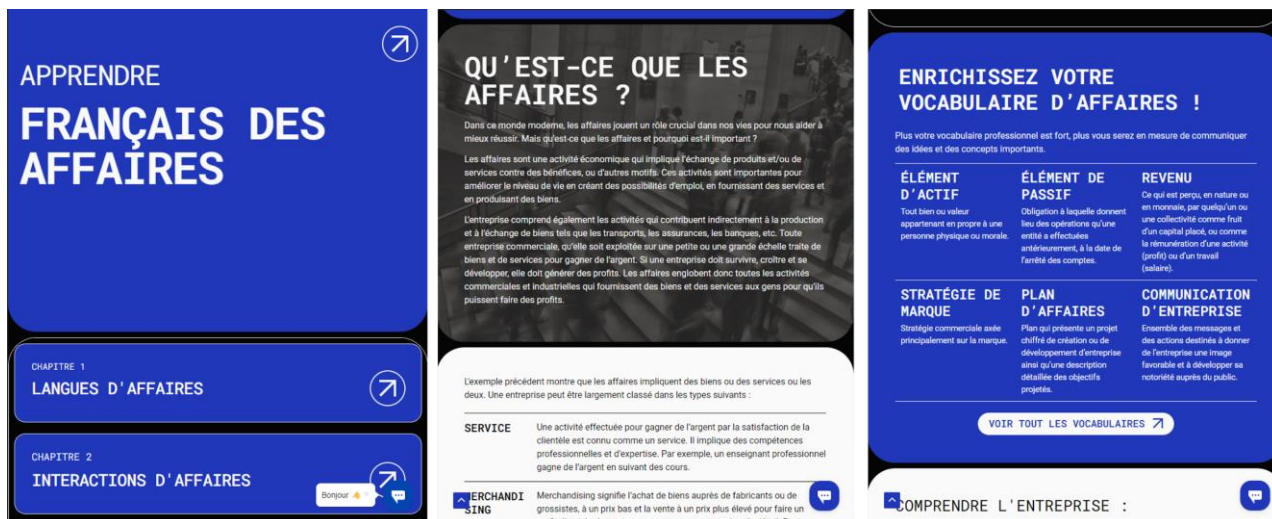 APPRENDRE
FRANÇAIS DES
AFFAIRES
CHAPITRE 1
LANGUES D'AFFAIRES
CHAPITRE 2
INTERACTIONS D'AFFAIRES
Bonjour
QU'EST-CE QUE LES
AFFAIRES ?
Dans ce monde moderne, les affaires jouent un rôle crucial dans nos vies pour nous aider à
mieux réussir. Mais qu'est-ce que les affaires et pourquoi est-il important ?
Les affaires sont une activité économique qui implique l'échange de produits et/ou de
services contre des bénéfices, ou d'autres motifs. Ces activités sont importantes pour
améliorer le niveau de vie en créant des possibilités d'emploi, en fournissant des services et
en produisant des biens.
L'entreprise comprend également les activités qui contribuent indirectement à la production
et à l'échange de biens tels que les transports, les assurances, les banques, etc. Toute
entreprise commerciale, qu'elle soit exploitée sur une petite ou une grande échelle traite de
biens et de services pour gagner de l'argent. Si une entreprise doit survivre, croître et se
développer, elle doit générer des profits. Les affaires englobent donc toutes les activités
commerciales et industrielles qui fournissent des biens et des services aux gens pour qu'ils
puissent faire des profits.
L'exemple précédent montre que les affaires impliquent des biens ou des services ou les
deux. Une entreprise peut être largement classé dans les types suivants :
SERVICE
Une activité effectuée pour gagner de l'argent par la satisfaction de la
clientèle est connu comme un service. Il implique des compétences
professionnelles et d'expertise. Par exemple, un enseignant professionnel
gagne de l'argent en suivant des cours.
MERCHANDI
SING
Merchandising signifie l'achat de biens auprès de fabricants ou de
grossistes, à un prix bas et la vente à un prix plus élevé pour faire un
ENRICHISSEZ VOTRE
VOCABULAIRE D'AFFAIRES !
Plus votre vocabulaire professionnel est fort, plus vous serez en mesure de communiquer
des idées et des concepts importants.
ÉLÉMENT
D'ACTIF
Tout bien ou valeur
appartenant en propre à une
personne physique ou morale.
ÉLÉMENT DE
PASSIF
Obligation à laquelle donnent
lieu des opérations qu'une
entité a effectuées
antérieurement, à la date de
l'arrêté des comptes.
REVENU
Ce qui est perçu, en nature ou
en monnaie, par quelqu'un ou
une collectivité comme fruit
d'un capital placé, ou comme
la rémunération d'une activité
(profit) ou d'un travail
(salaire).
STRATÉGIE DE
MARQUE
Stratégie commerciale axée
principalement sur la marque.
PLAN
D'AFFAIRES
Plan qui présente un projet
chiffré de création ou de
développement d'entreprise
ainsi qu'une description
détaillée des objectifs
projetés.
COMMUNICATION
D'ENTREPRISE
Ensemble des messages et
des actions destinés à donner
de l'entreprise une image
favorable et à développer sa
notoriété auprès du public.
VOIR TOUT LES VOCABULAIRES
COMPRENDRE L'ENTREPRISE :